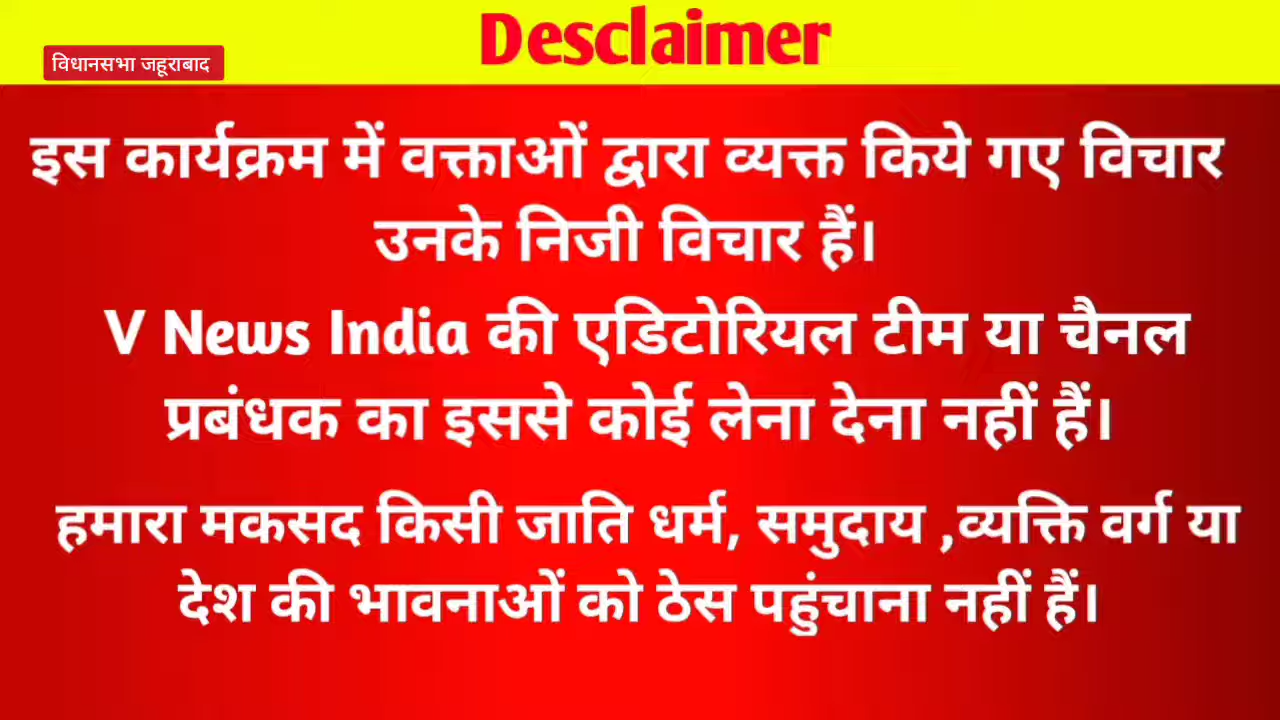 Desclaimer
विधानसभा जहूराबाद
इस कार्यक्रम में वक्ताओं द्वारा व्यक्त किये गए विचार
उनके निजी विचार हैं।
V News India की एडिटोरियल टीम या चैनल
प्रबंधक का इससे कोई लेना देना नहीं हैं।
हमारा मकसद किसी जाति धर्म, समुदाय ,व्यक्ति वर्ग या
देश की भावनाओं को ठेस पहुंचाना नहीं हैं।